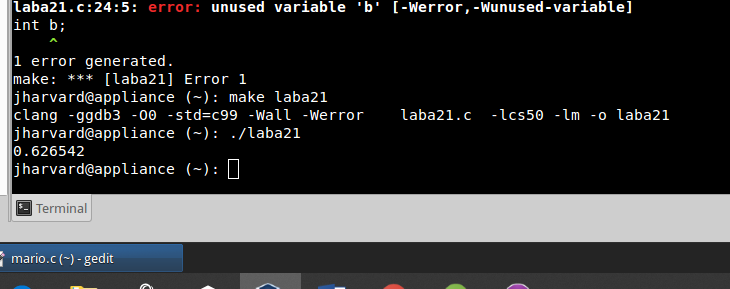 laba21.c:24:5: error: unused variable 'b' [-Werror,-Wunused-variable]
int b;
    ^
1 error generated.
make: *** [laba21] Error 1
jharvard@appliance (~): make laba21
clang -ggdb3 -O0 -std=c99 -Wall -Werror    laba21.c  -lcs50 -lm -o laba21
jharvard@appliance (~): ./laba21
0.626542
jharvard@appliance (~):
Terminal
mario.c (~) - gedit